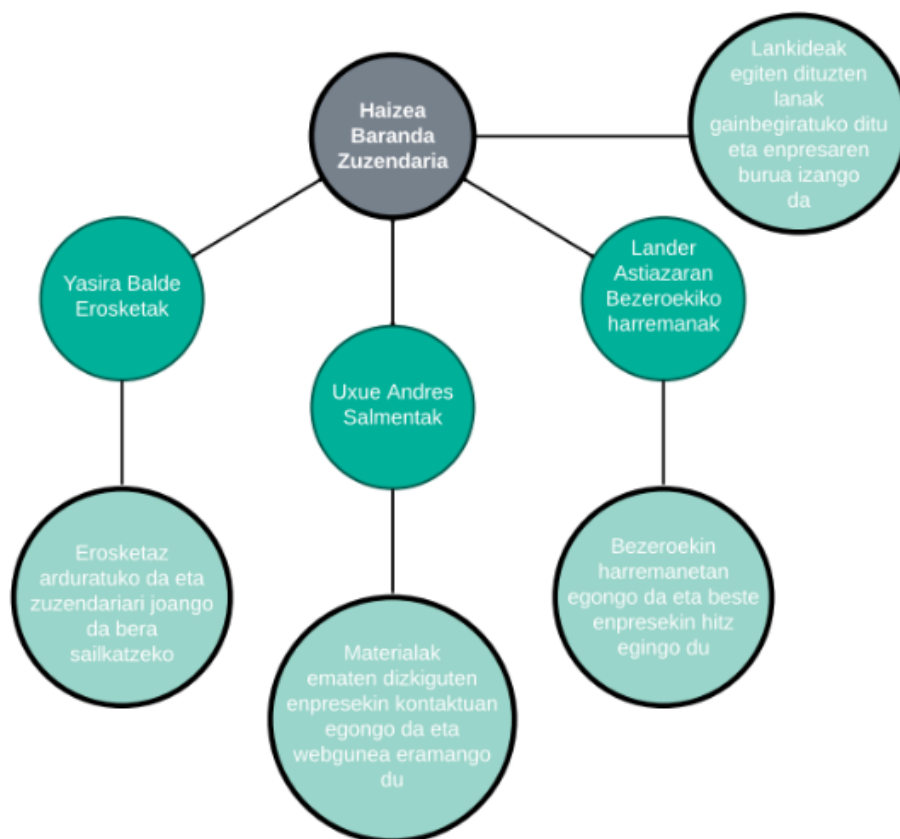 Haizea
Baranda
Zuzendaria
Lankideak
egiten dituzten
lanak
gainbegiratuko ditu
eta enpresaren
burua izango
da
Yasira Balde
Erosketak
Uxue Andres
Salmentak
Lander
Astiazaran
Bezeroekiko
harremanak
Erosketaz
arduratuko da eta
zuzendariari joango
da bera
sailkatzeko
Materialak
ematen dizkiguten
enpresekin kontaktuan
egongo da eta
webgunea eramango
du
Bezeroekin
harremanetan
egongo da eta beste
enpresekin hitz
egingo du